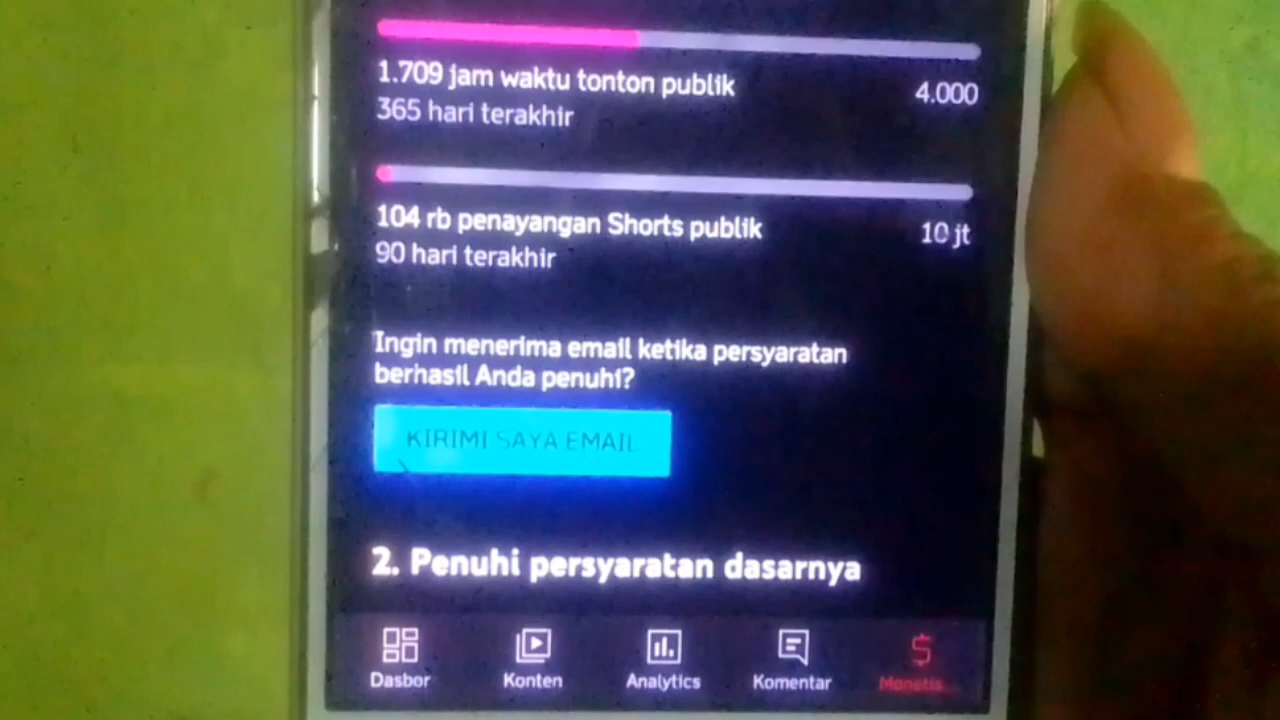 1.709 jam waktu tonton publik
4.000
365 hari terakhir
104 rb penayangan Shorts publik
10 jt
90 hari terakhir
Ingin menerima email ketika persyaratan
berhasil Anda penuhi?
KIRIMI SAYA EMAIL
2. Penuhi persyaratan dasarnya
Dasbor
Konten
Analytics
Komentar
Monetis...